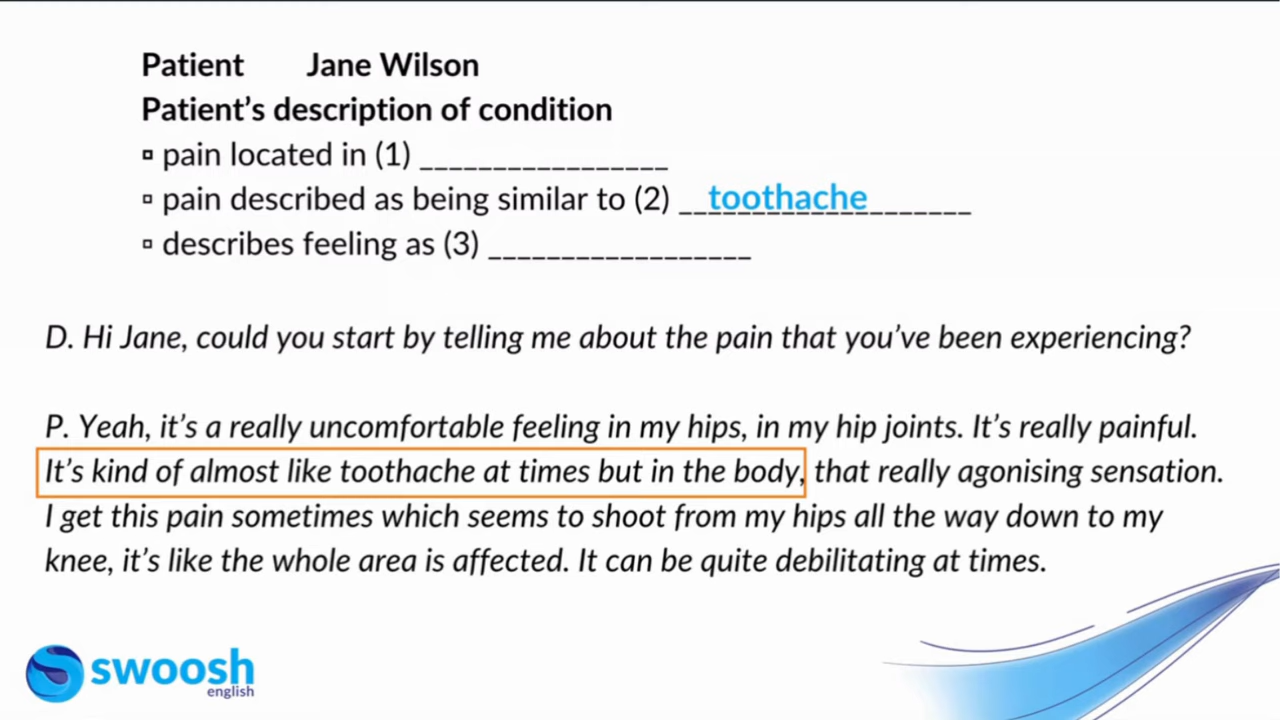 Patient Jane Wilson
Patient’s description of condition
▫ pain located in (1) _________________
▫ pain described as being similar to (2) __toothache____________________
▫ describes feeling as (3) __________________
D. Hi Jane, could you start by telling me about the pain that you’ve been experiencing?
P. Yeah, it’s a really uncomfortable feeling in my hips, in my hip joints. It’s really painful.
It’s kind of almost like toothache at times but in the body, that really agonising sensation.
I get this pain sometimes which seems to shoot from my hips all the way down to my
knee, it’s like the whole area is affected. It can be quite debilitating at times.
swoosh
english